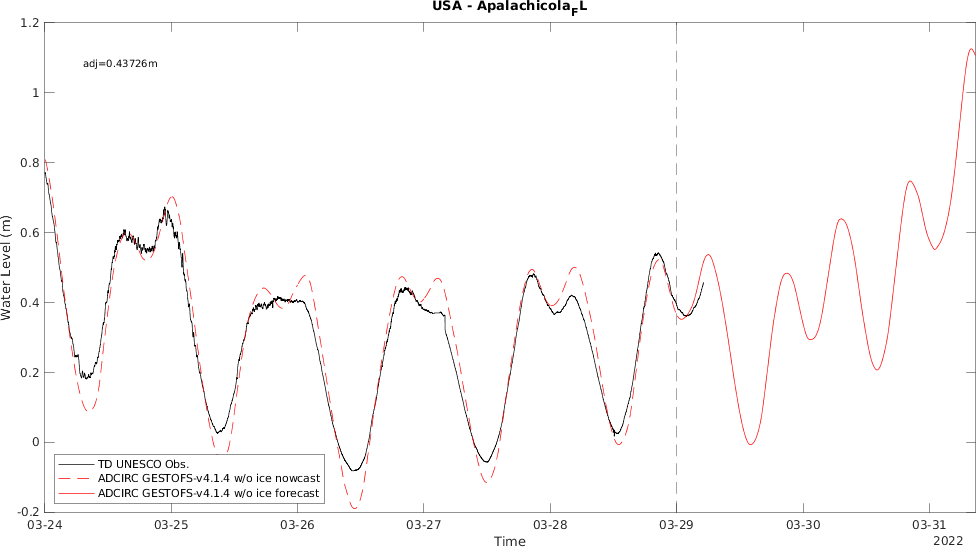 USA - Apalachicola_FL
adj=0.43726m
1.2
1
0.8
0.6
0.4
0.2
0
-0.2
Water Level (m)
TD UNESCO Obs.
ADCIRC GESTOFS-v4.1.4 w/o ice nowcast
ADCIRC GESTOFS-v4.1.4 w/o ice forecast
03-24 03-25 03-26 03-27 03-28 03-29 03-30 03-31
Time
2022